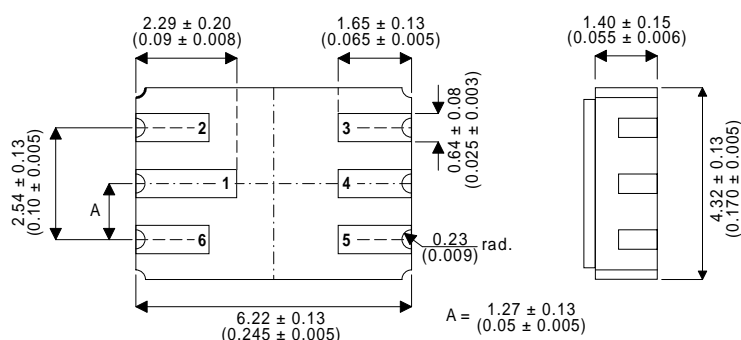 2.29 ± 0.20
(0.09 ± 0.008)
1.65 ± 0.13
(0.065 ± 0.005)
1.40 ± 0.15
(0.055 ± 0.006)
2
3
0.64 ± 0.08
(0.025 ± 0.003)
2.54 ± 0.13
(0.10 ± 0.005)
A
1
4
4.32 ± 0.13
(0.170 ± 0.005)
6
5
0.23
(0.009)
rad.
6.22 ± 0.13
(0.245 ± 0.005)
A = 1.27 ± 0.13
(0.05 ± 0.005)